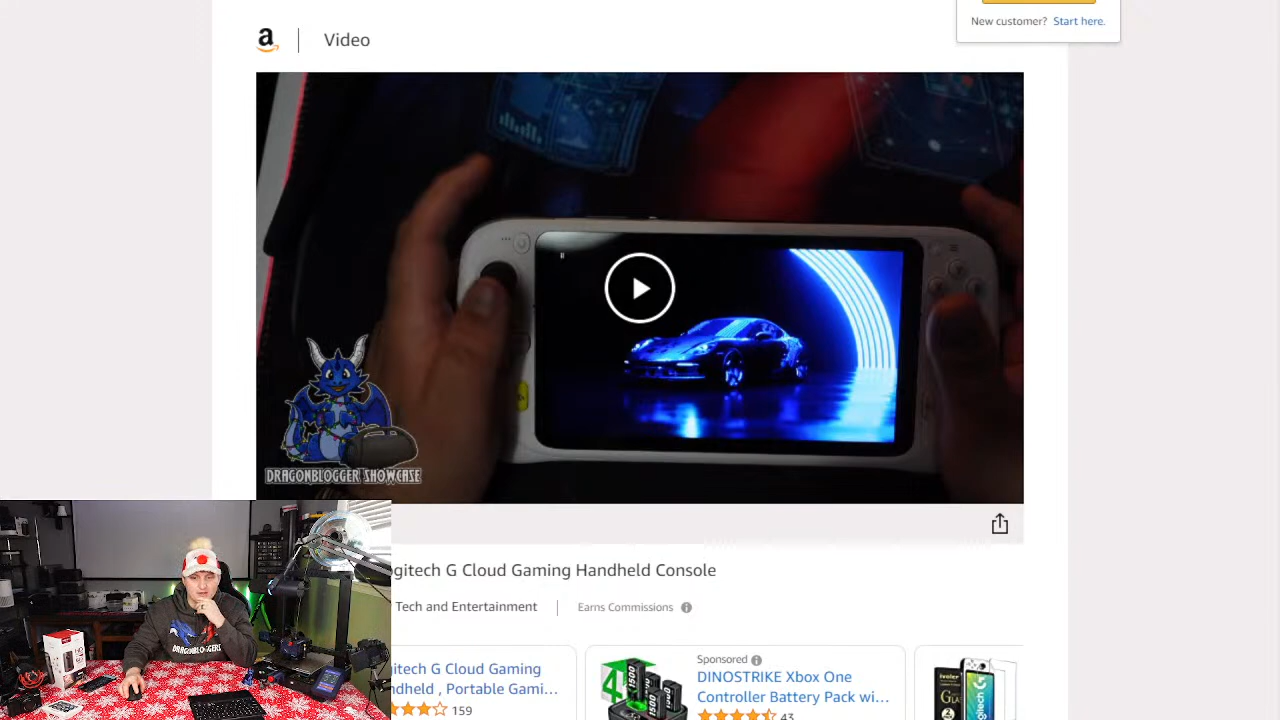 New customer? Start here.
a | Video
DRAGONBLOGGER SHOWCASE
gitech G Cloud Gaming Handheld Console
Tech and Entertainment | Earns Commissions
itech G Cloud Gaming
ndheld , Portable Gami…
159
Sponsored
DINOSTRIKE Xbox One
Controller Battery Pack wi…
43
DRAGONBLOGGERS